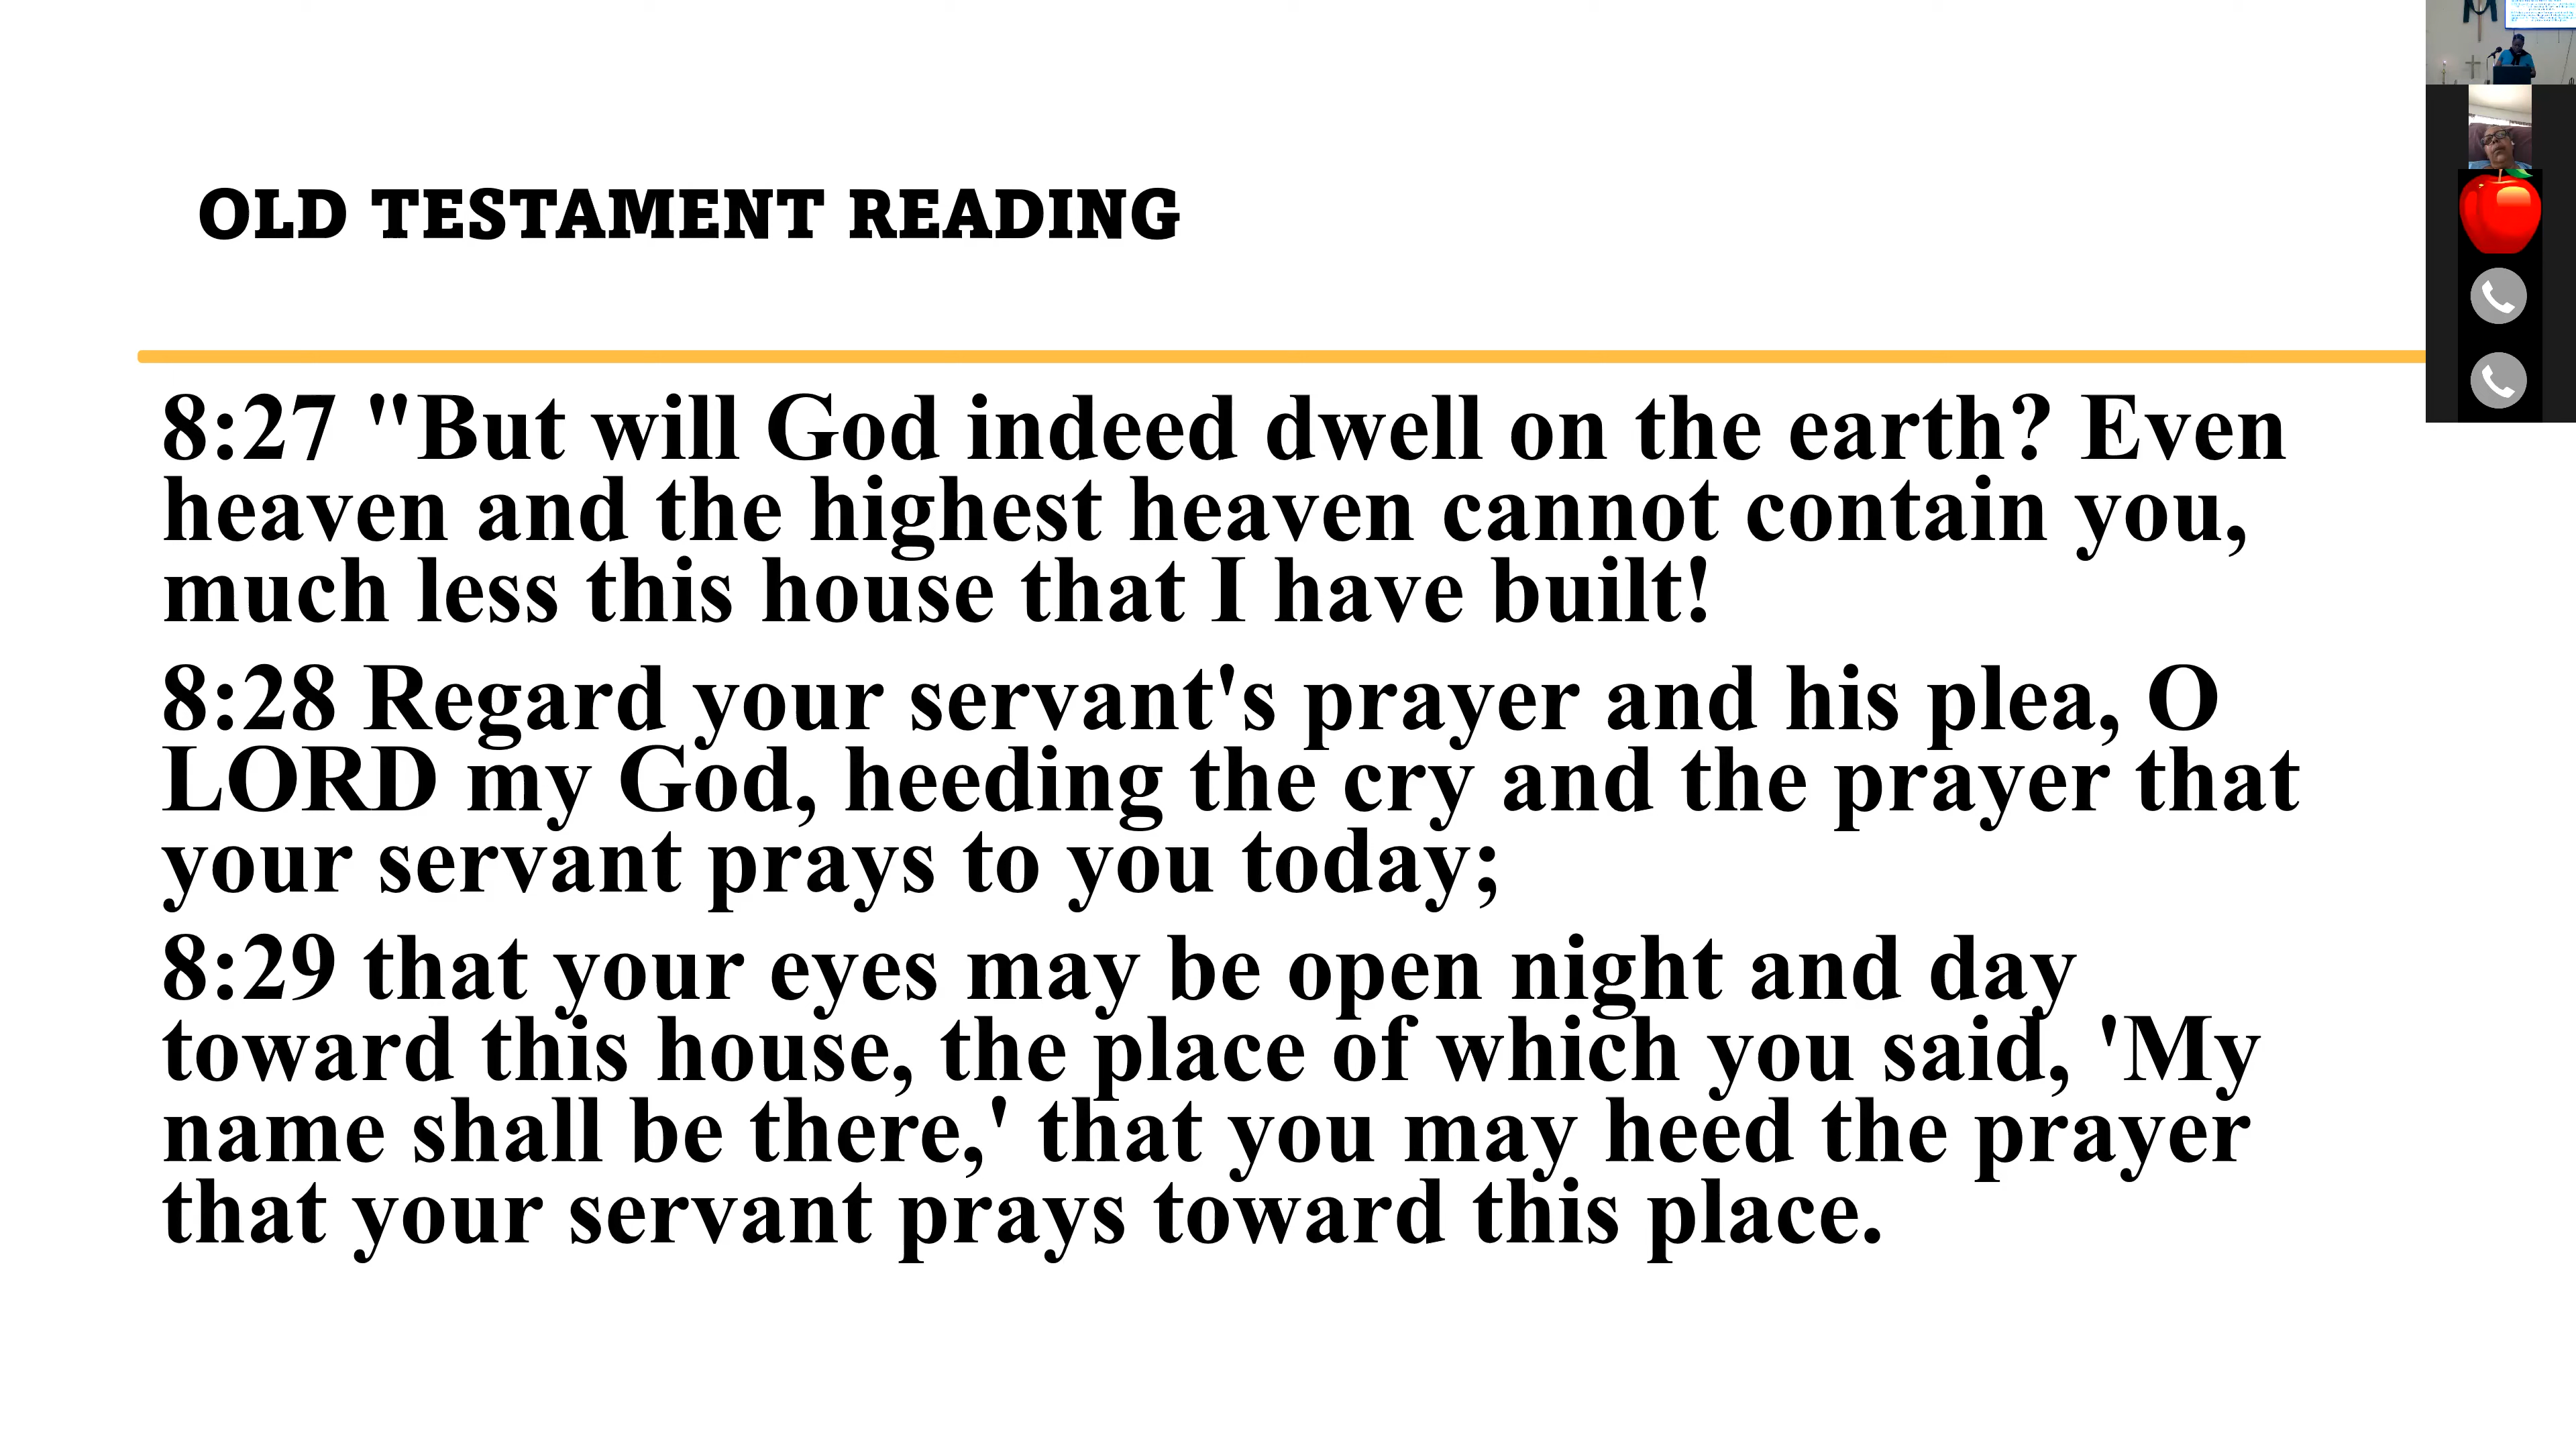 OLD TESTAMENT READING
8:27 "But will God indeed dwell on the earth? Even
heaven and the highest heaven cannot contain you,
much less this house that I have built!
8:28 Regard your servant's prayer and his plea, O
LORD my God, heeding the cry and the prayer that
your servant prays to you today;
8:29 that your eyes may be open night and day
toward this house, the place of which you said, 'My
name shall be there,' that you may heed the prayer
that your servant prays toward this place.